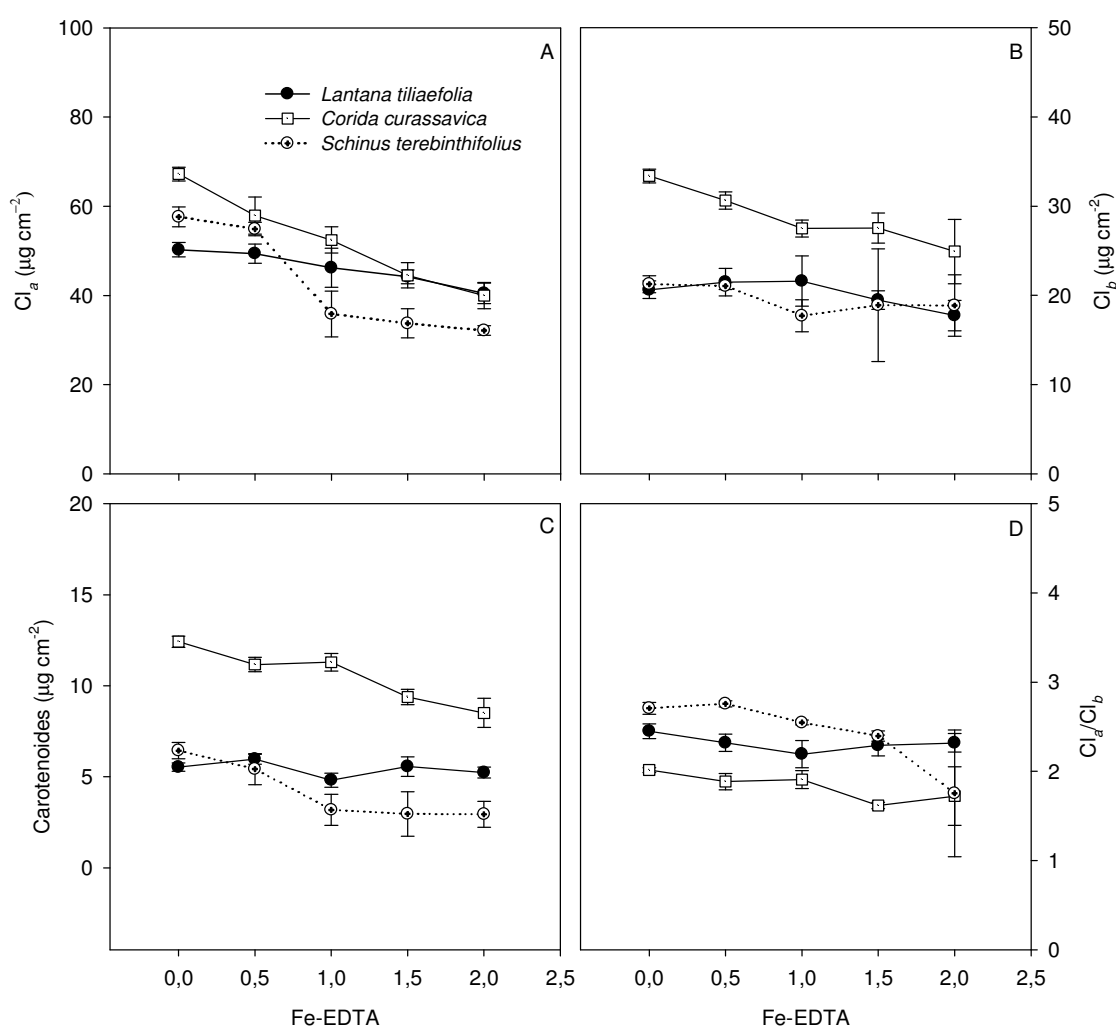 A
100
80
60
40
20
0
Cl_a (µg cm⁻²)
Lantana tiliaefolia
Corida curassavica
Schinus terebinthifolius
B
50
40
30
20
10
0
Cl_b (µg cm⁻²)
C
20
15
10
5
0
Carotenoides (µg cm⁻²)
0,0 0,5 1,0 1,5 2,0 2,5
Fe-EDTA
D
5
4
3
2
1
0
Cl_a/Cl_b
0,0 0,5 1,0 1,5 2,0 2,5
Fe-EDTA